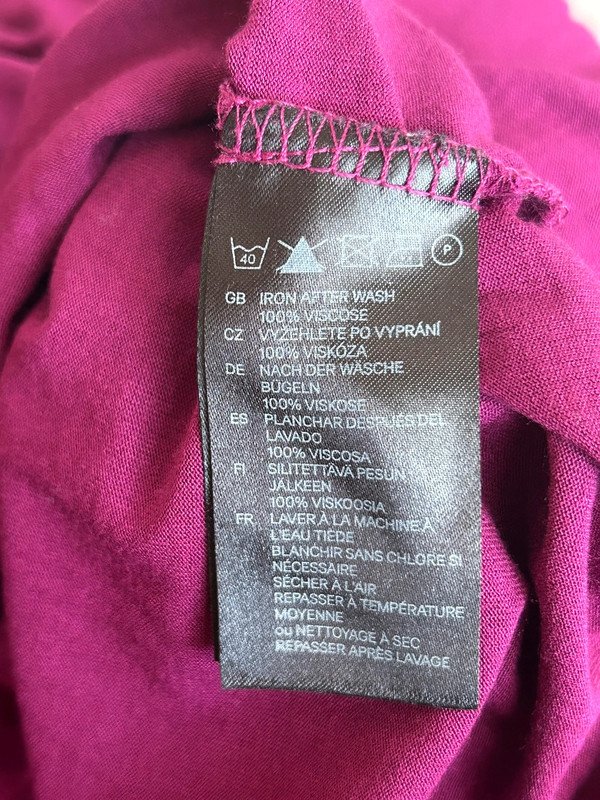 40 P
GB IRON AFTER WASH
100% VISCOSE
CZ VYŽEHLETE PO VYPRÁNÍ
100% VISKÓZA
DE NACH DER WÄSCHE
BÜGELN
100% VISKOSE
ES PLANCHAR DESPUÉS DEL
LAVADO
100% VISCOSA
FI SILITETTÄVÄ PESUN
JÄLKEEN
100% VISKOOSIA
FR LAVER À LA MACHINE À
L'EAU TIÈDE
BLANCHIR SANS CHLORE SI
NÉCESSAIRE
SÉCHER À L'AIR
REPASSER À TEMPÉRATURE
MOYENNE
ou NETTOYAGE À SEC
REPASSER APRÈS LAVAGE